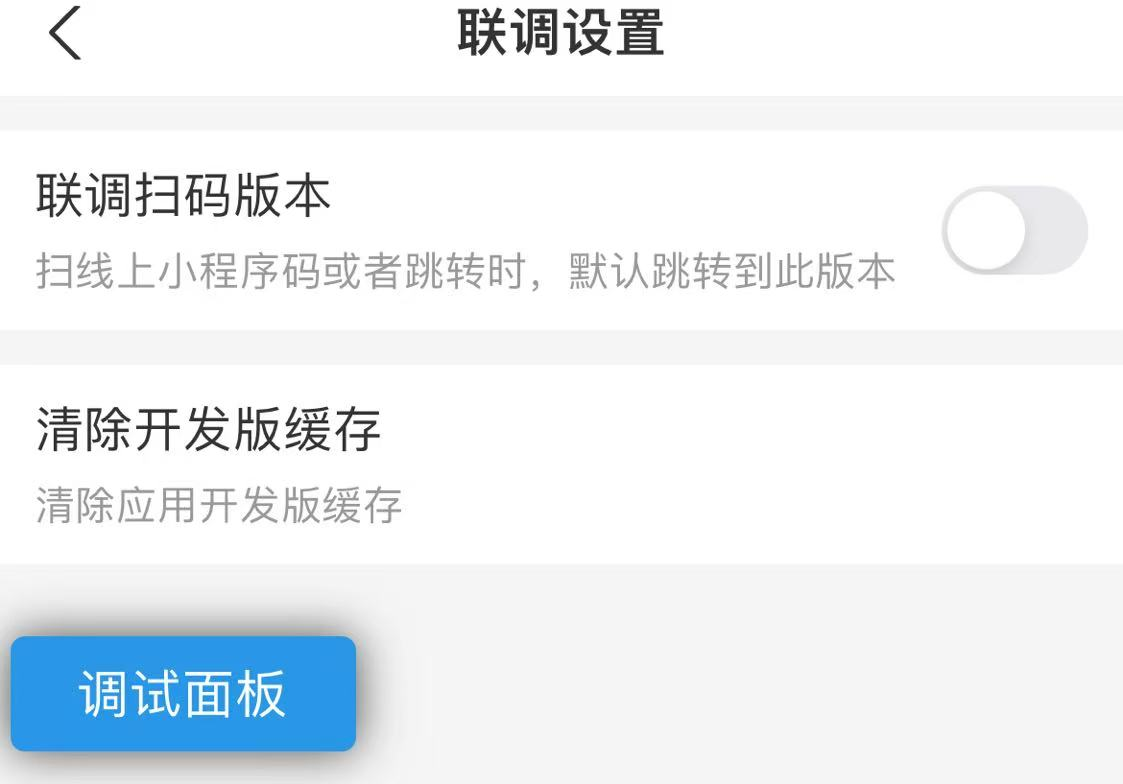 联调设置
联调扫码版本
扫线上小程序码或者跳转时，默认跳转到此版本
清除开发版缓存
清除应用开发版缓存
调试面板